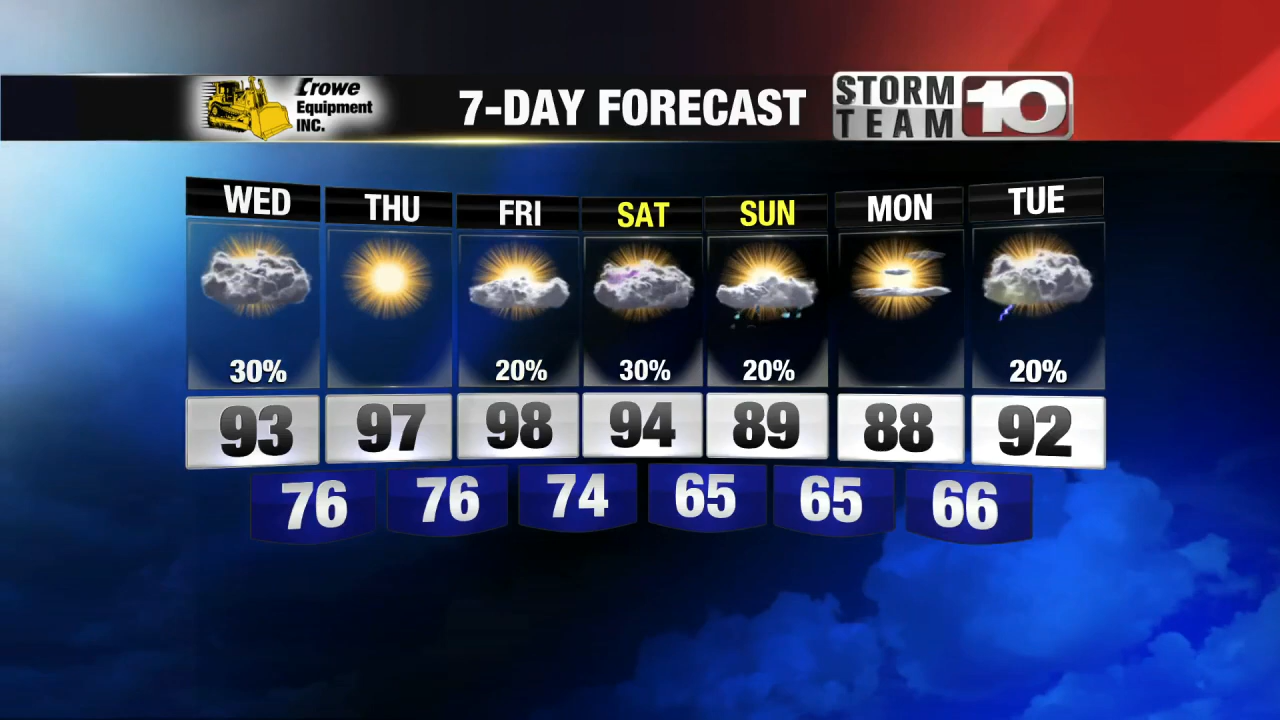 Crowe
Equipment
INC.
7-DAY FORECAST
STORM
TEAM
10
WED THU FRI SAT SUN MON TUE
30% 20% 30% 20% 20%
93 97 98 94 89 88 92
76 76 74 65 65 66